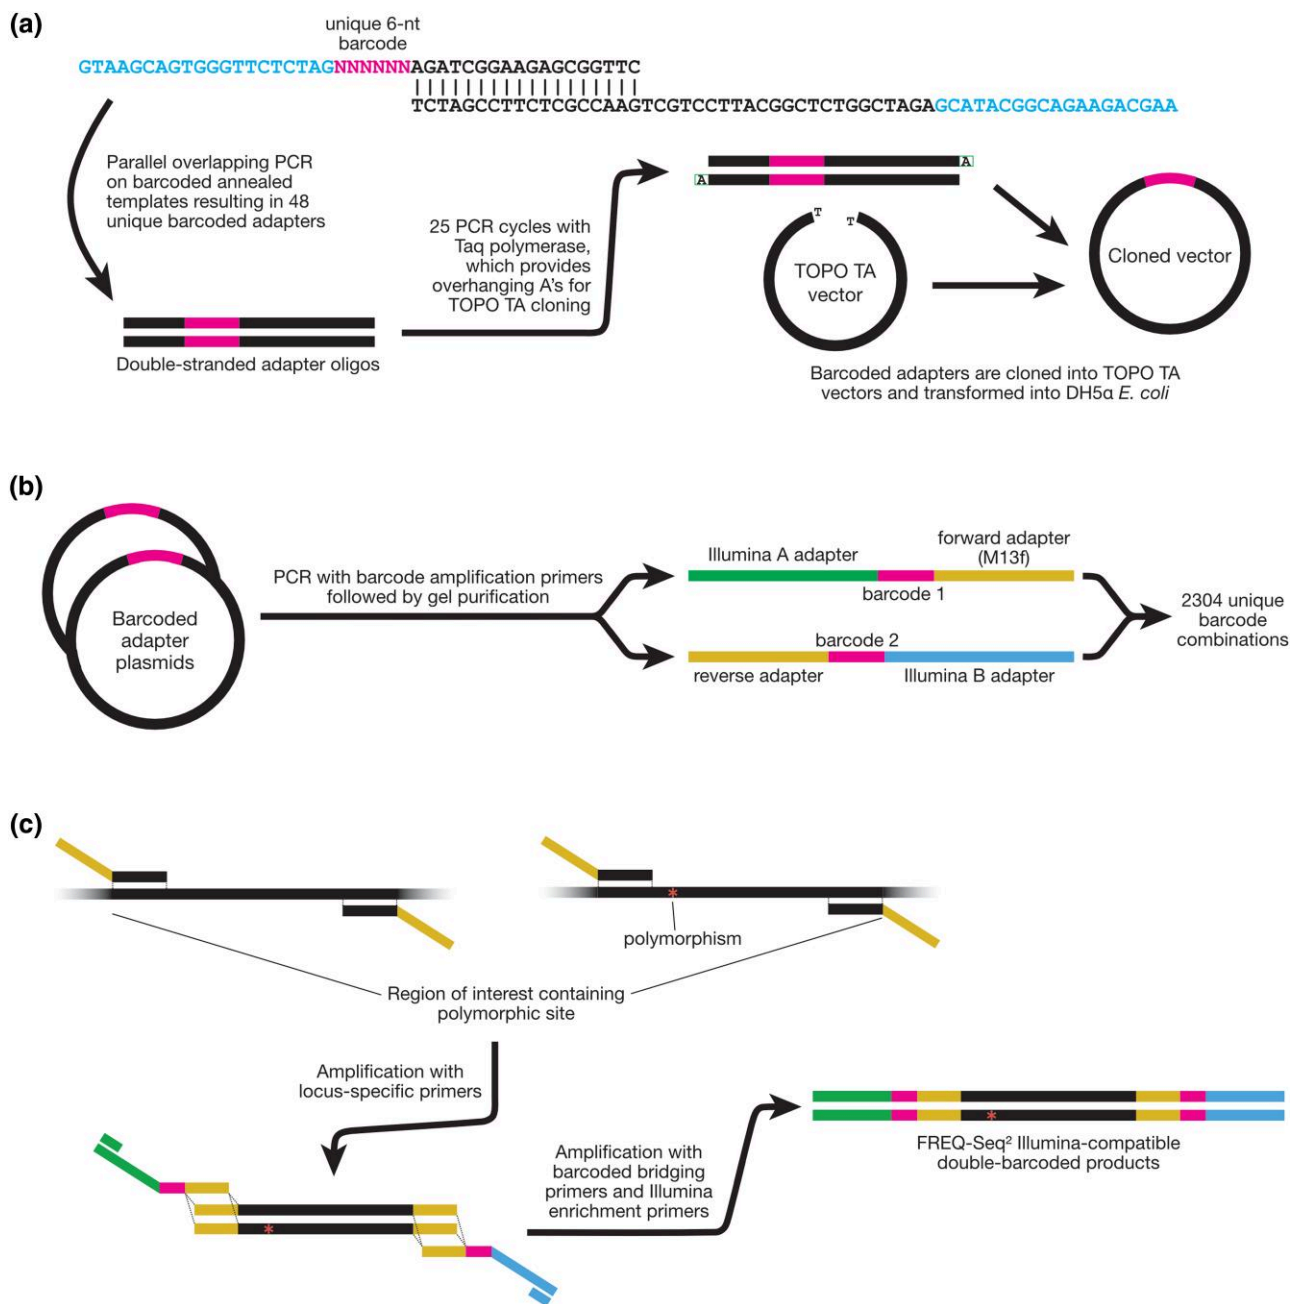 (a)
unique 6-nt
barcode
GTAAGCAGTGGGTTCTCTAGNNNNNNAGATCGGAAGAGCGGTTC
TCTAGCCTTCTCGCCAAGTCGTCCTTACGGCTCTGGCTAGAGCATACGGCAGAAGACGAA
Parallel overlapping PCR
on barcoded annealed
templates resulting in 48
unique barcoded adapters
Double-stranded adapter oligos
25 PCR cycles with
Taq polymerase,
which provides
overhanging A's for
TOPO TA cloning
A
A
T
T
TOPO TA
vector
Cloned vector
Barcoded adapters are cloned into TOPO TA
vectors and transformed into DH5α E. coli
(b)
Barcoded
adapter
plasmids
PCR with barcode amplification primers
followed by gel purification
Illumina A adapter
forward adapter
(M13f)
barcode 1
barcode 2
reverse adapter
Illumina B adapter
2304 unique
barcode
combinations
(c)
*
polymorphism
Region of interest containing
polymorphic site
Amplification with
locus-specific primers
*
Amplification with
barcoded bridging
primers and Illumina
enrichment primers
*
FREQ-Seq² Illumina-compatible
double-barcoded products